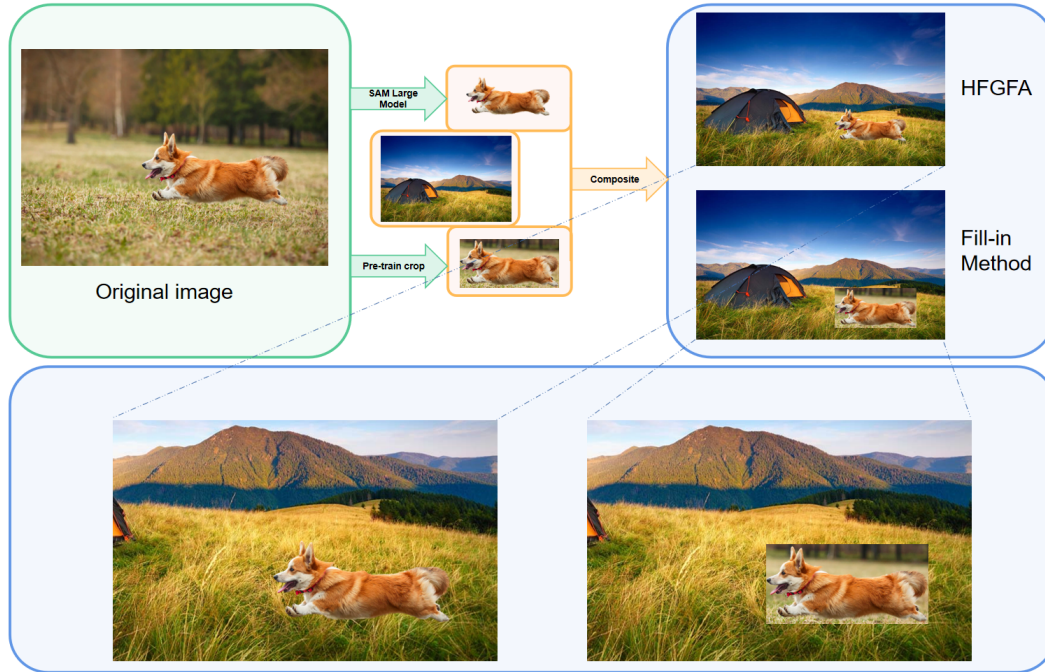 Original image
SAM Large
Model
Pre-train crop
Composite
HFGFA
Fill-in
Method